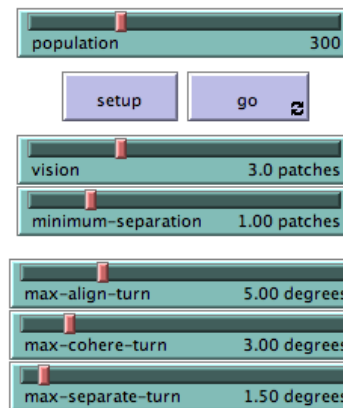 population 300
setup go
vision 3.0 patches
minimum-separation 1.00 patches
max-align-turn 5.00 degrees
max-cohere-turn 3.00 degrees
max-separate-turn 1.50 degrees